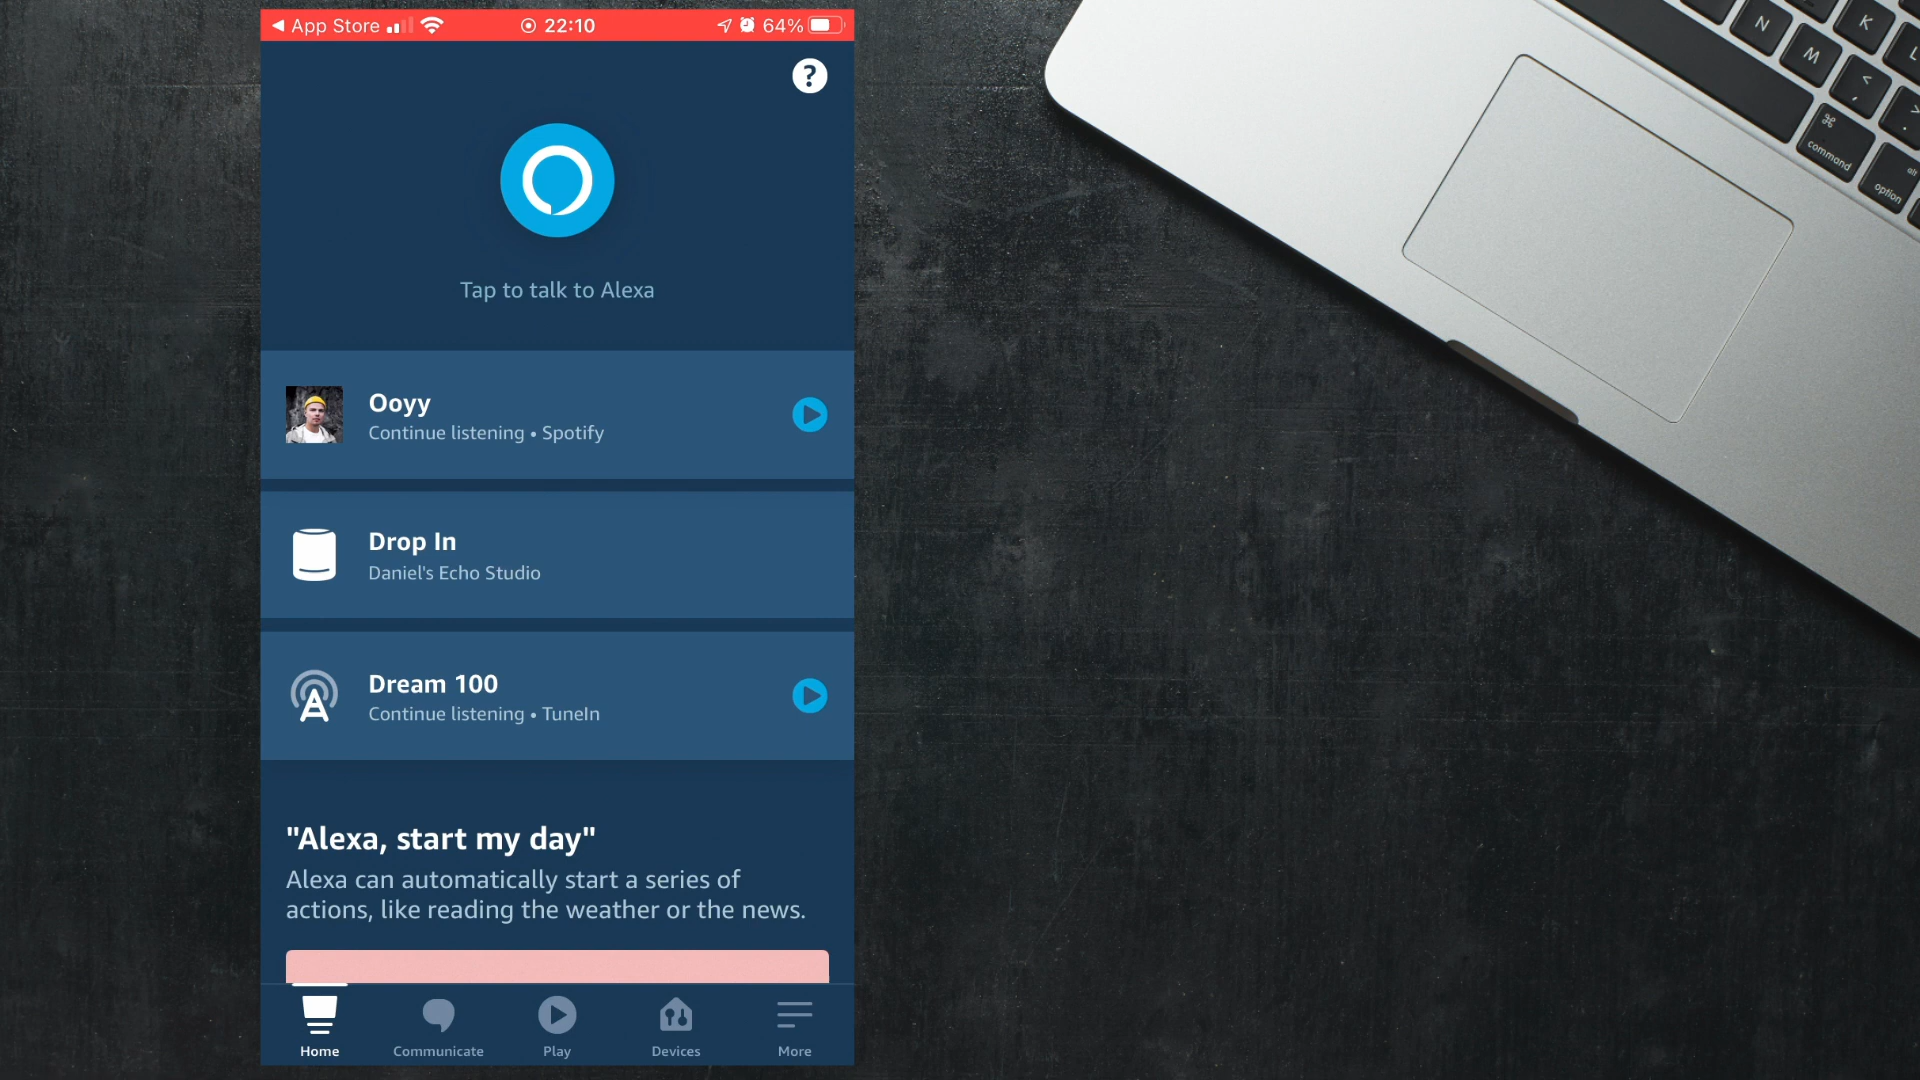 App Store 22:10 64%
?
Tap to talk to Alexa
Ooyy
Continue listening • Spotify
Drop In
Daniel's Echo Studio
Dream 100
Continue listening • TuneIn
"Alexa, start my day"
Alexa can automatically start a series of
actions, like reading the weather or the news.
Home Communicate Play Devices More
N M K L
< ,
> .
⌘
command
alt
option